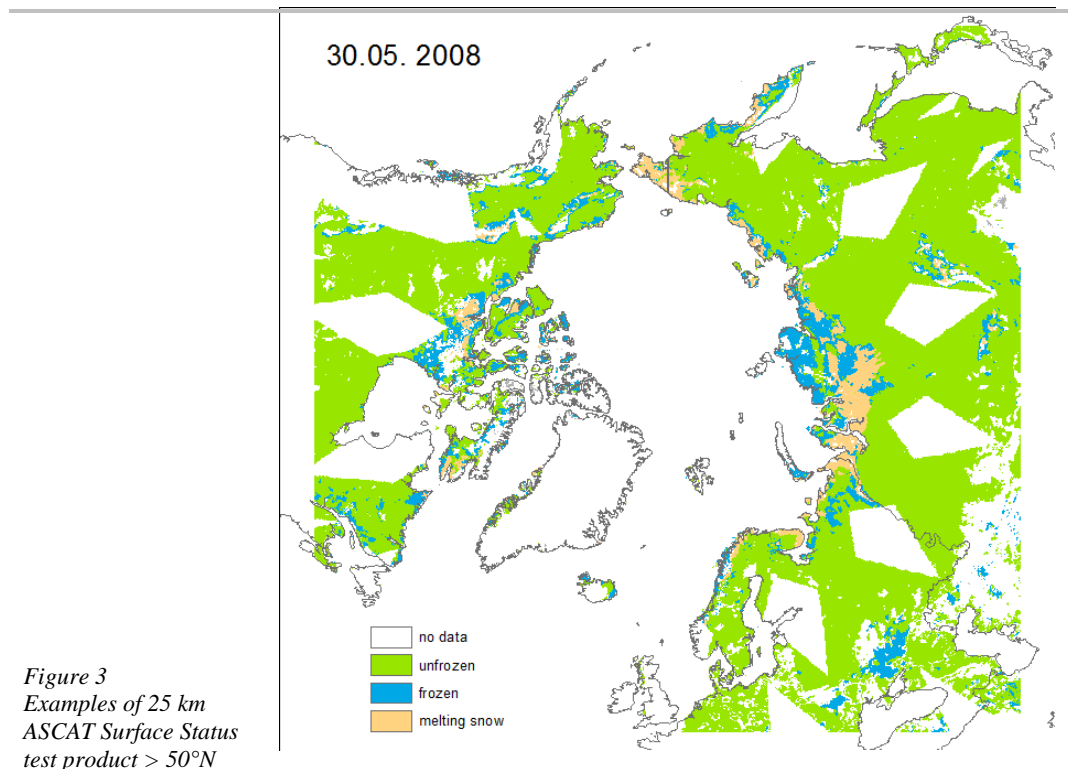 30.05. 2008
no data
unfrozen
frozen
melting snow
Figure 3
Examples of 25 km
ASCAT Surface Status
test product > 50°N